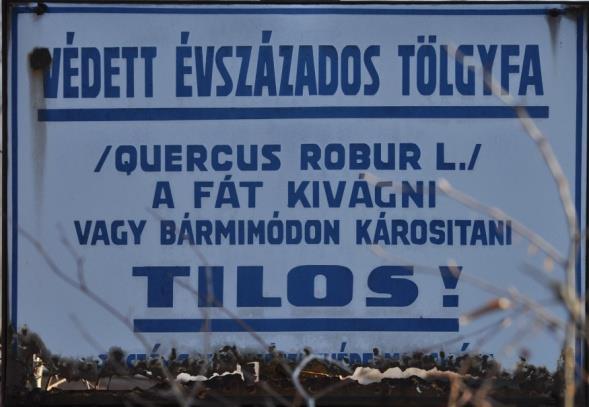 VÉDETT ÉVSZÁZADOS TÖLGYFA
/QUERCUS ROBUR L./
A FÁT KIVÁGNI
VAGY BÁRMIMÓDON KÁROSITANI
TILOS!